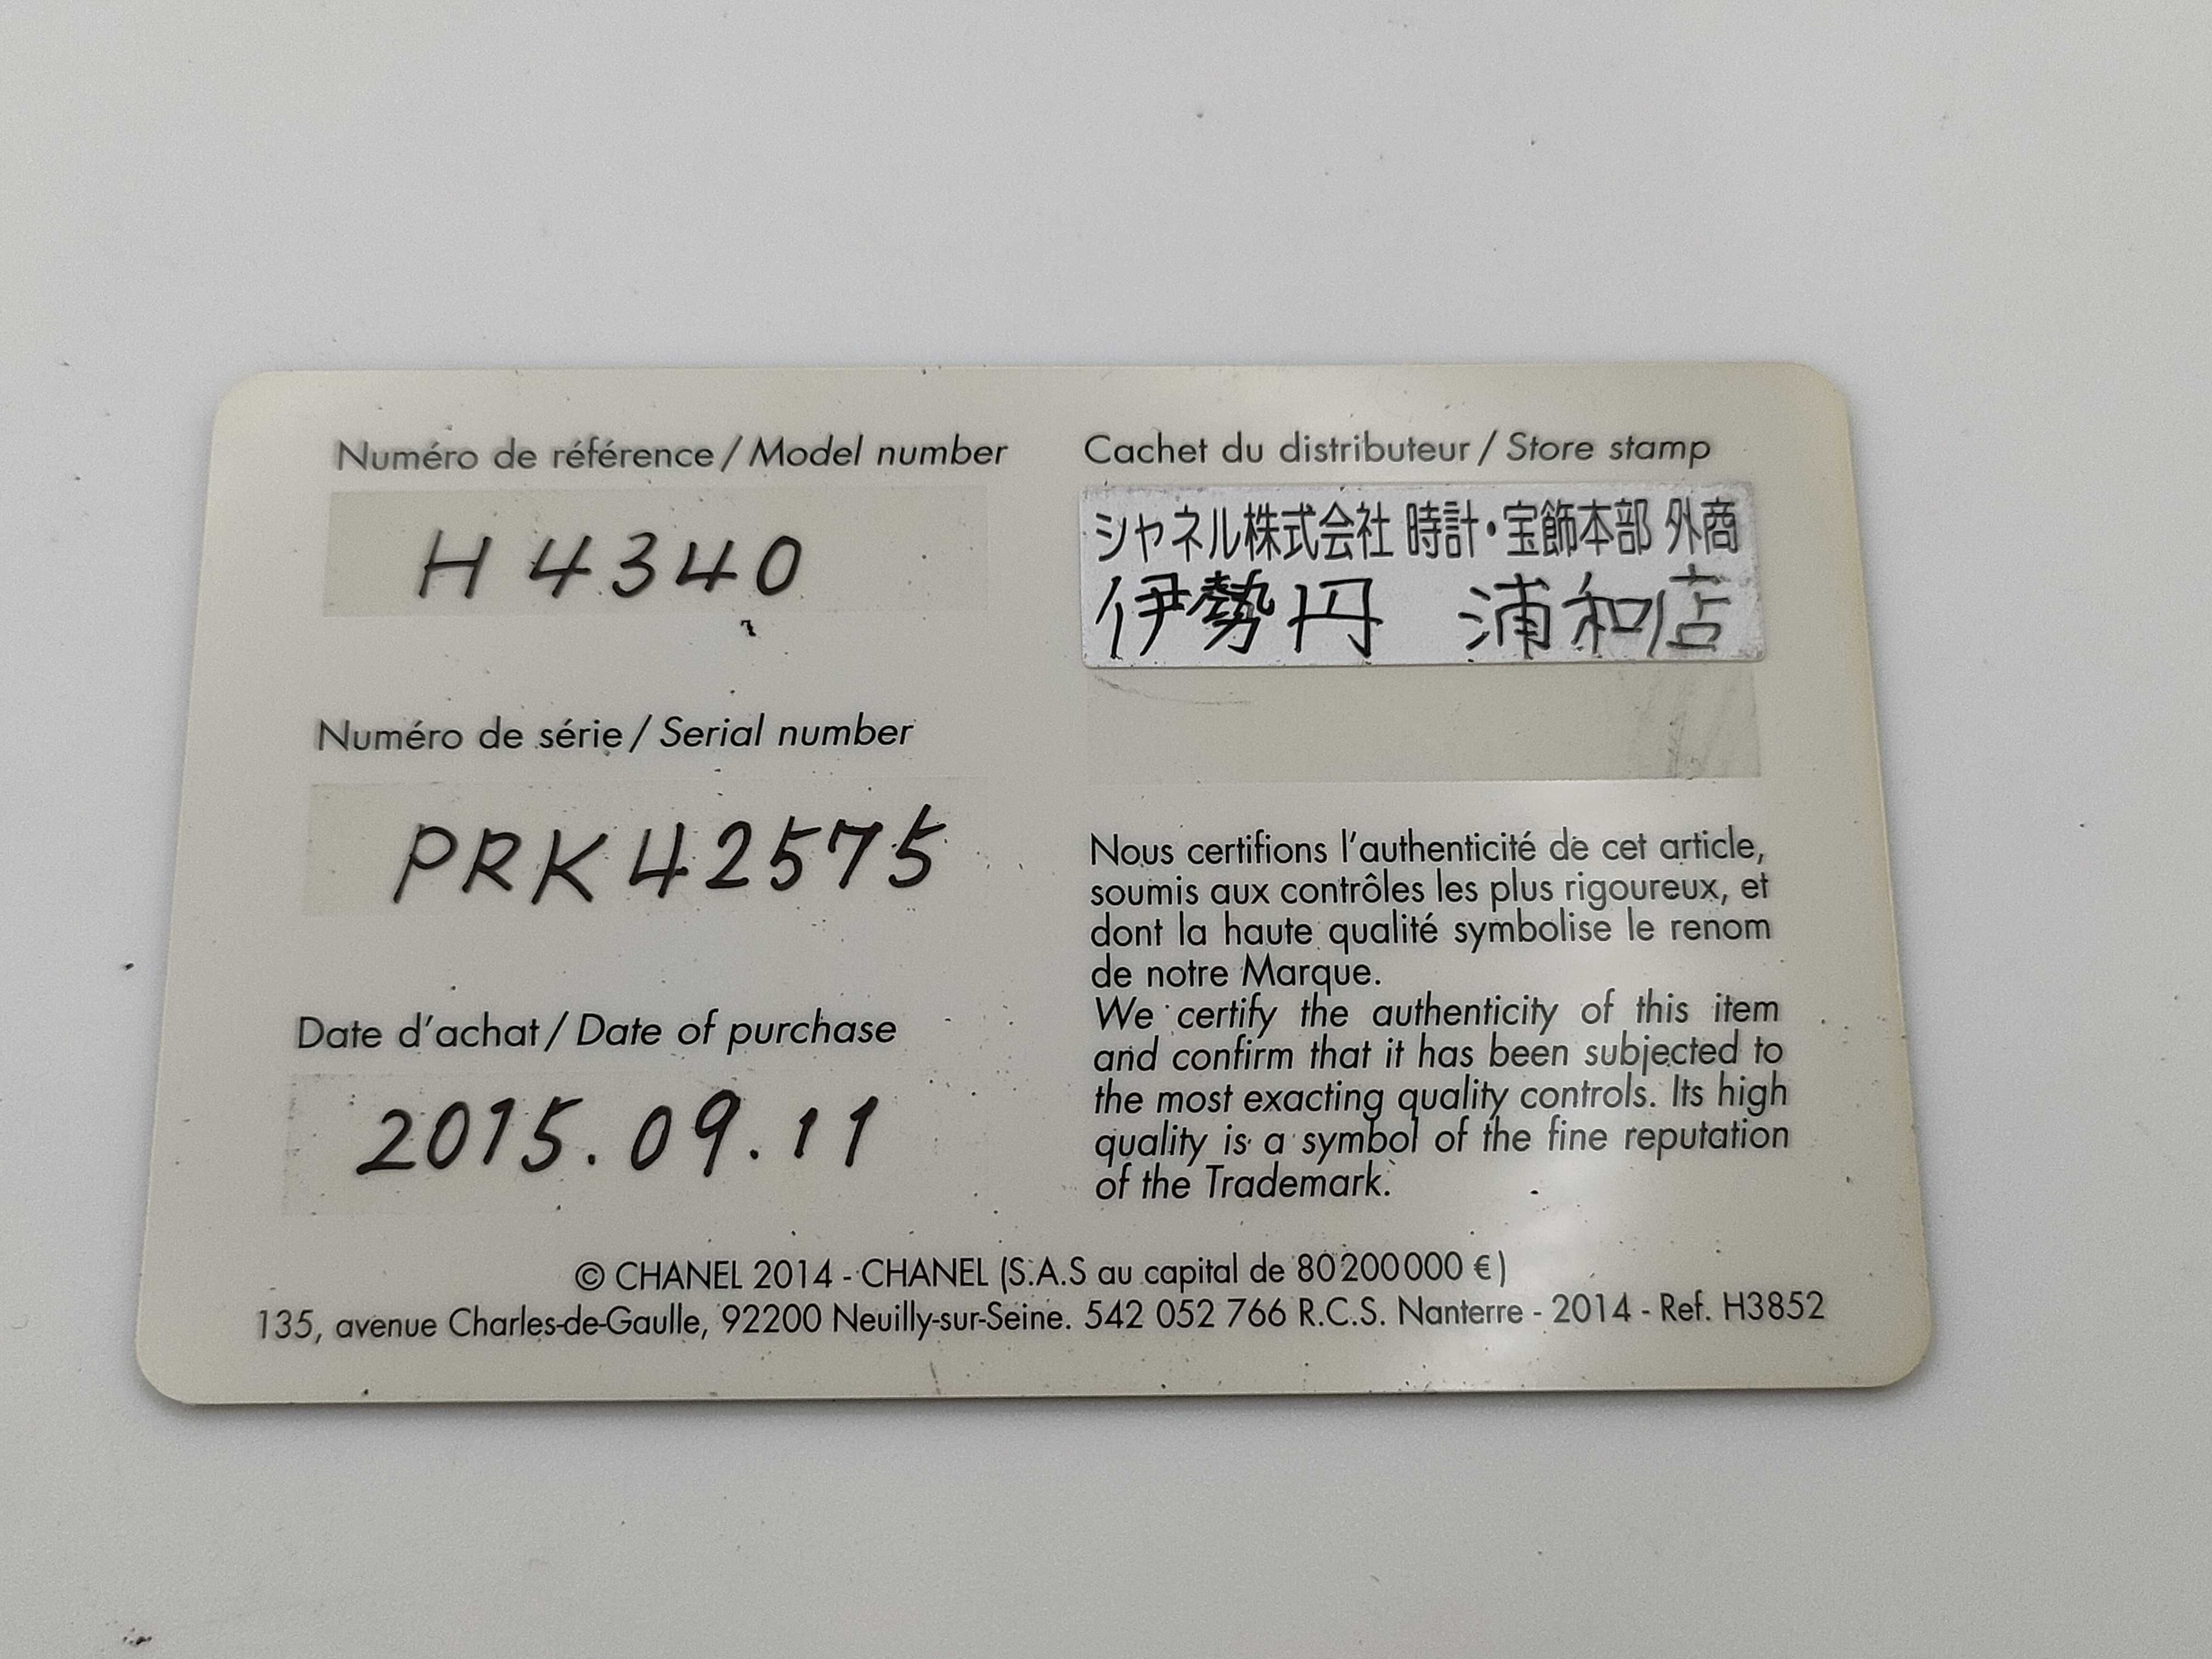 Numéro de référence / Model number
H 4340
Numéro de série / Serial number
PRK42575
Date d'achat / Date of purchase
2015.09.11
Cachet du distributeur / Store stamp
シャネル株式会社 時計・宝飾本部 外商
伊勢丹 浦和店
Nous certifions l'authenticité de cet article,
soumis aux contrôles les plus rigoureux, et
dont la haute qualité symbolise le renom
de notre Marque.
We certify the authenticity of this item
and confirm that it has been subjected to
the most exacting quality controls. Its high
quality is a symbol of the fine reputation
of the Trademark.
© CHANEL 2014 - CHANEL (S.A.S au capital de 80200000 €)
135, avenue Charles-de-Gaulle, 92200 Neuilly-sur-Seine. 542 052 766 R.C.S. Nanterre - 2014 - Ref. H3852